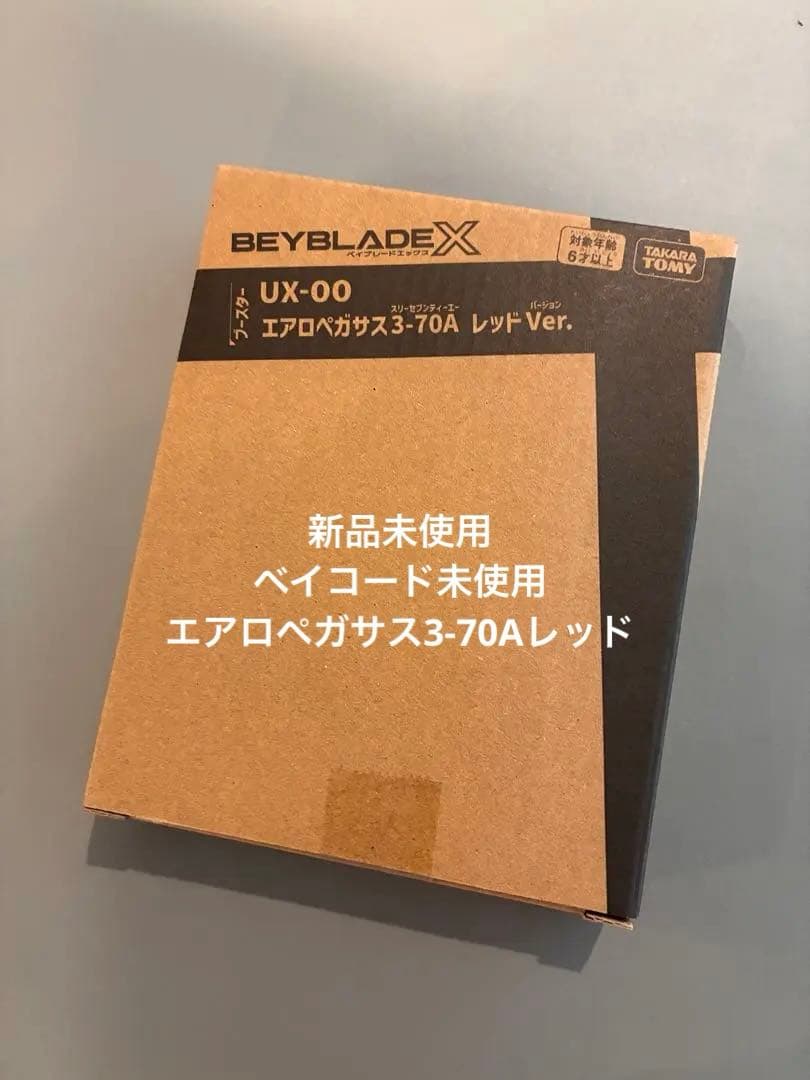 BEYBLADE X
ベイブレードエックス
対象年齢
6才以上
TAKARA
TOMY
ブースター
UX-00
スリーセブンティーエー バージョン
エアロペガサス3-70A レッドVer.
新品未使用
ベイコード未使用
エアロペガサス3-70Aレッド